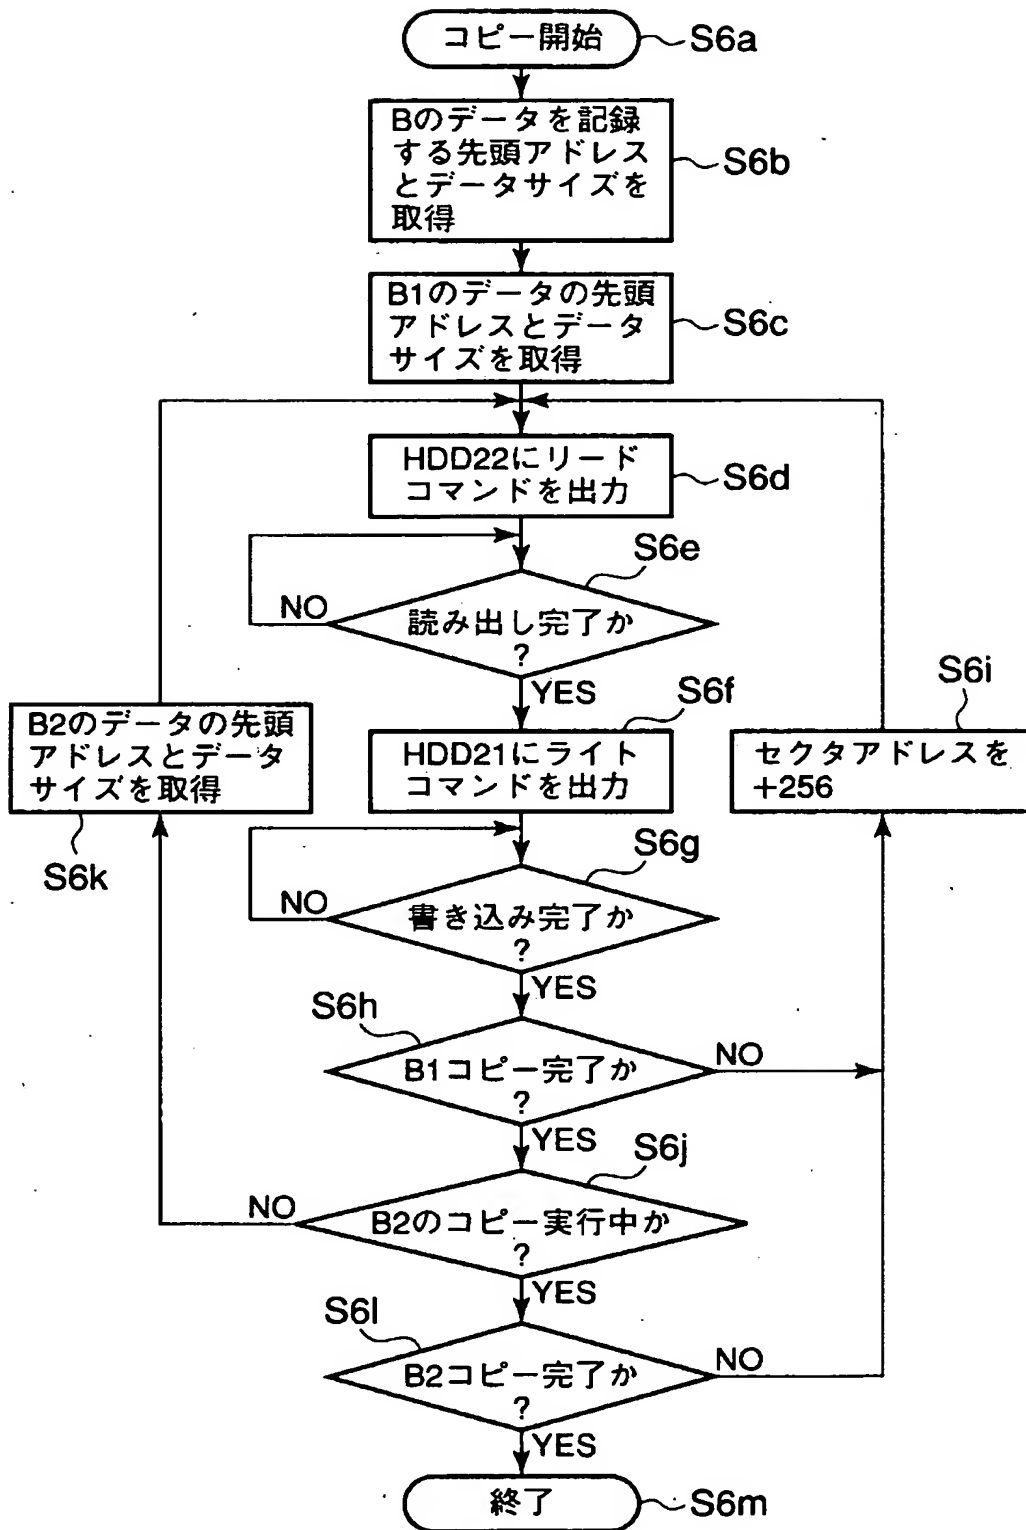 コピー開始
S6a
Bのデータを記録
する先頭アドレス
とデータサイズを
取得
S6b
B1のデータの先頭
アドレスとデータ
サイズを取得
S6c
HDD22にリード
コマンドを出力
S6d
S6e
読み出し完了か
?
NO
YES
S6f
HDD21にライト
コマンドを出力
S6i
セクタアドレスを
+256
B2のデータの先頭
アドレスとデータ
サイズを取得
S6k
S6g
書き込み完了か
?
NO
YES
S6h
B1コピー完了か
?
NO
YES
S6j
B2のコピー実行中か
?
NO
YES
S6l
B2コピー完了か
?
NO
YES
終了
S6m